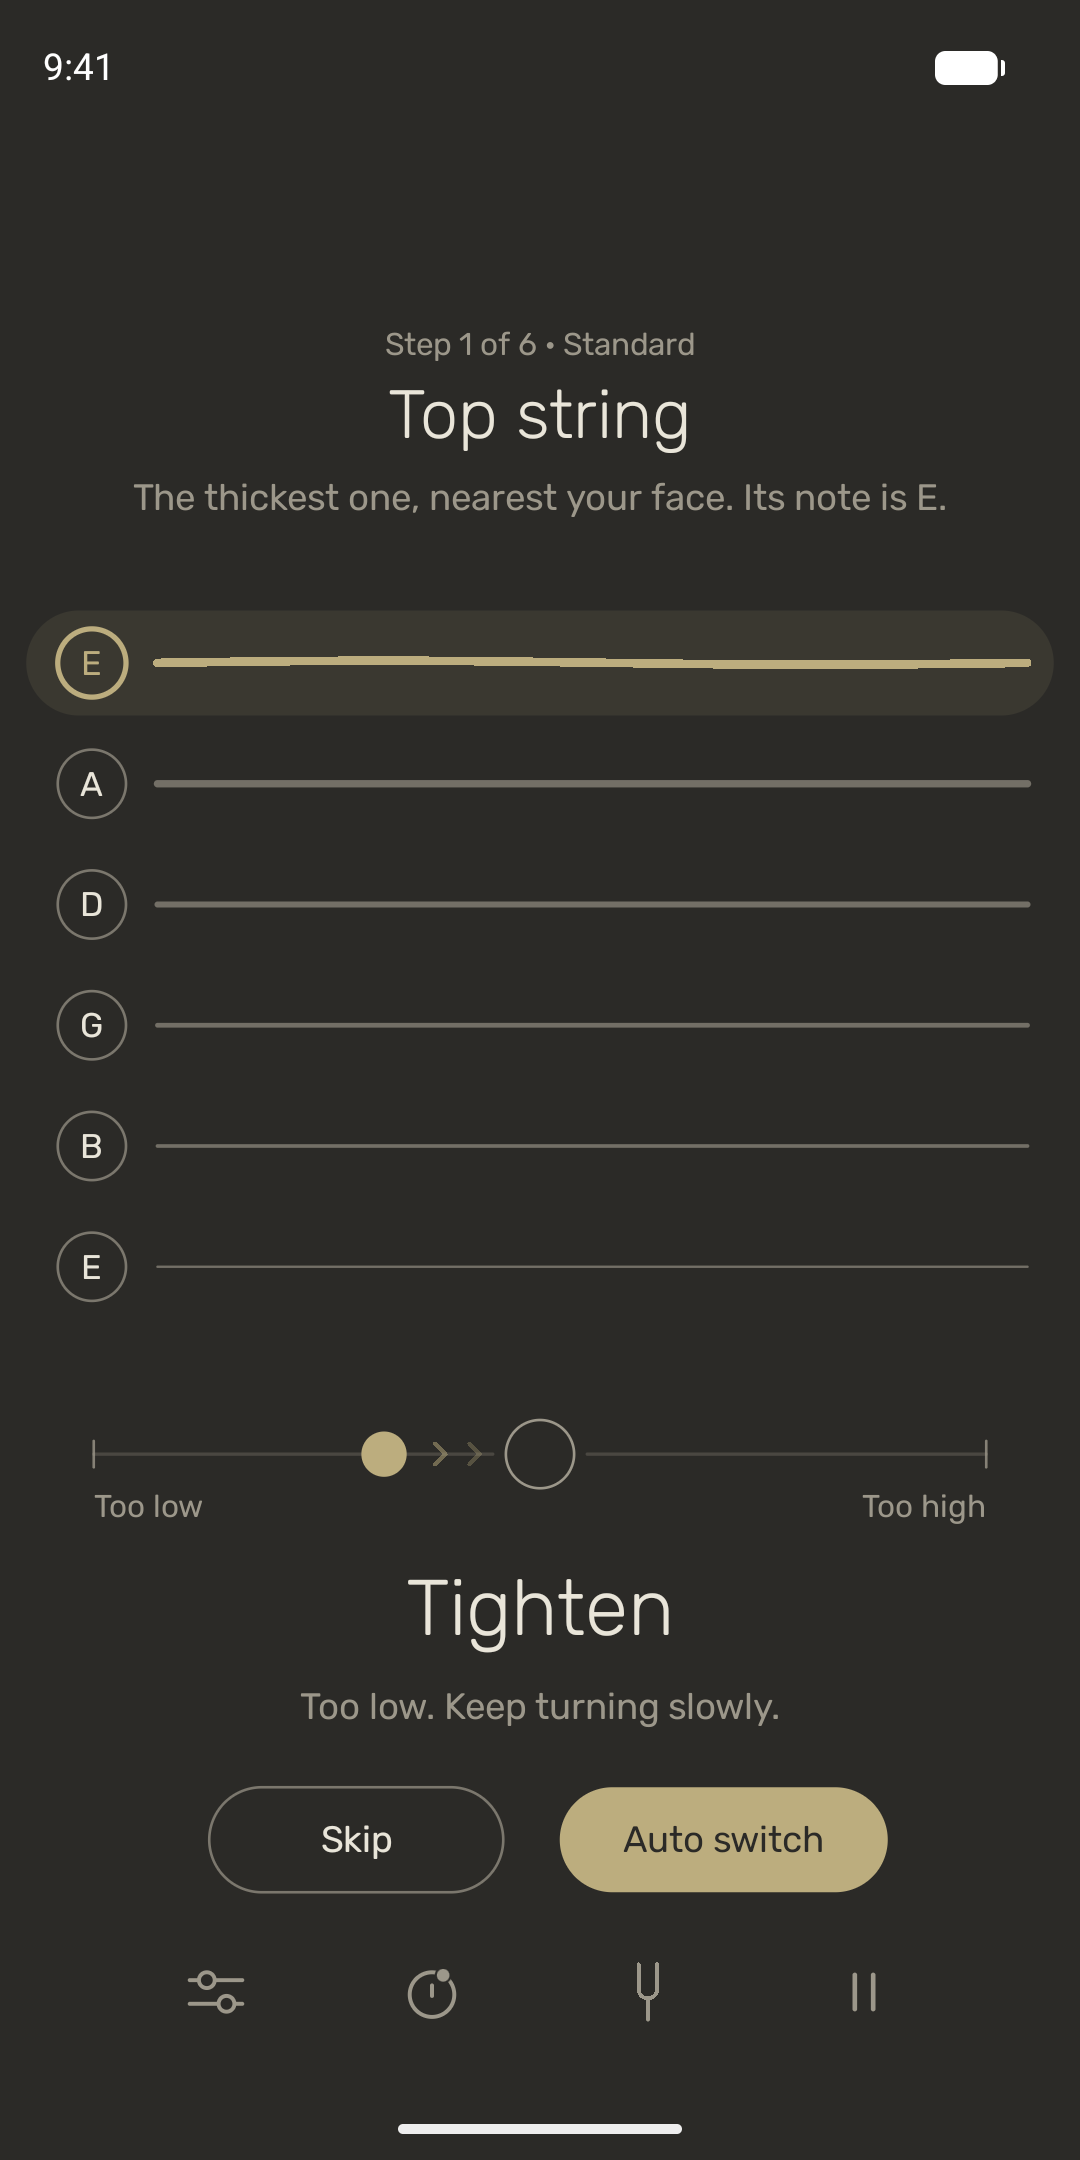 9:41
Step 1 of 6 • Standard
Top string
The thickest one, nearest your face. Its note is E.
E
A
D
G
B
E
Too low
Too high
Tighten
Too low. Keep turning slowly.
Skip
Auto switch